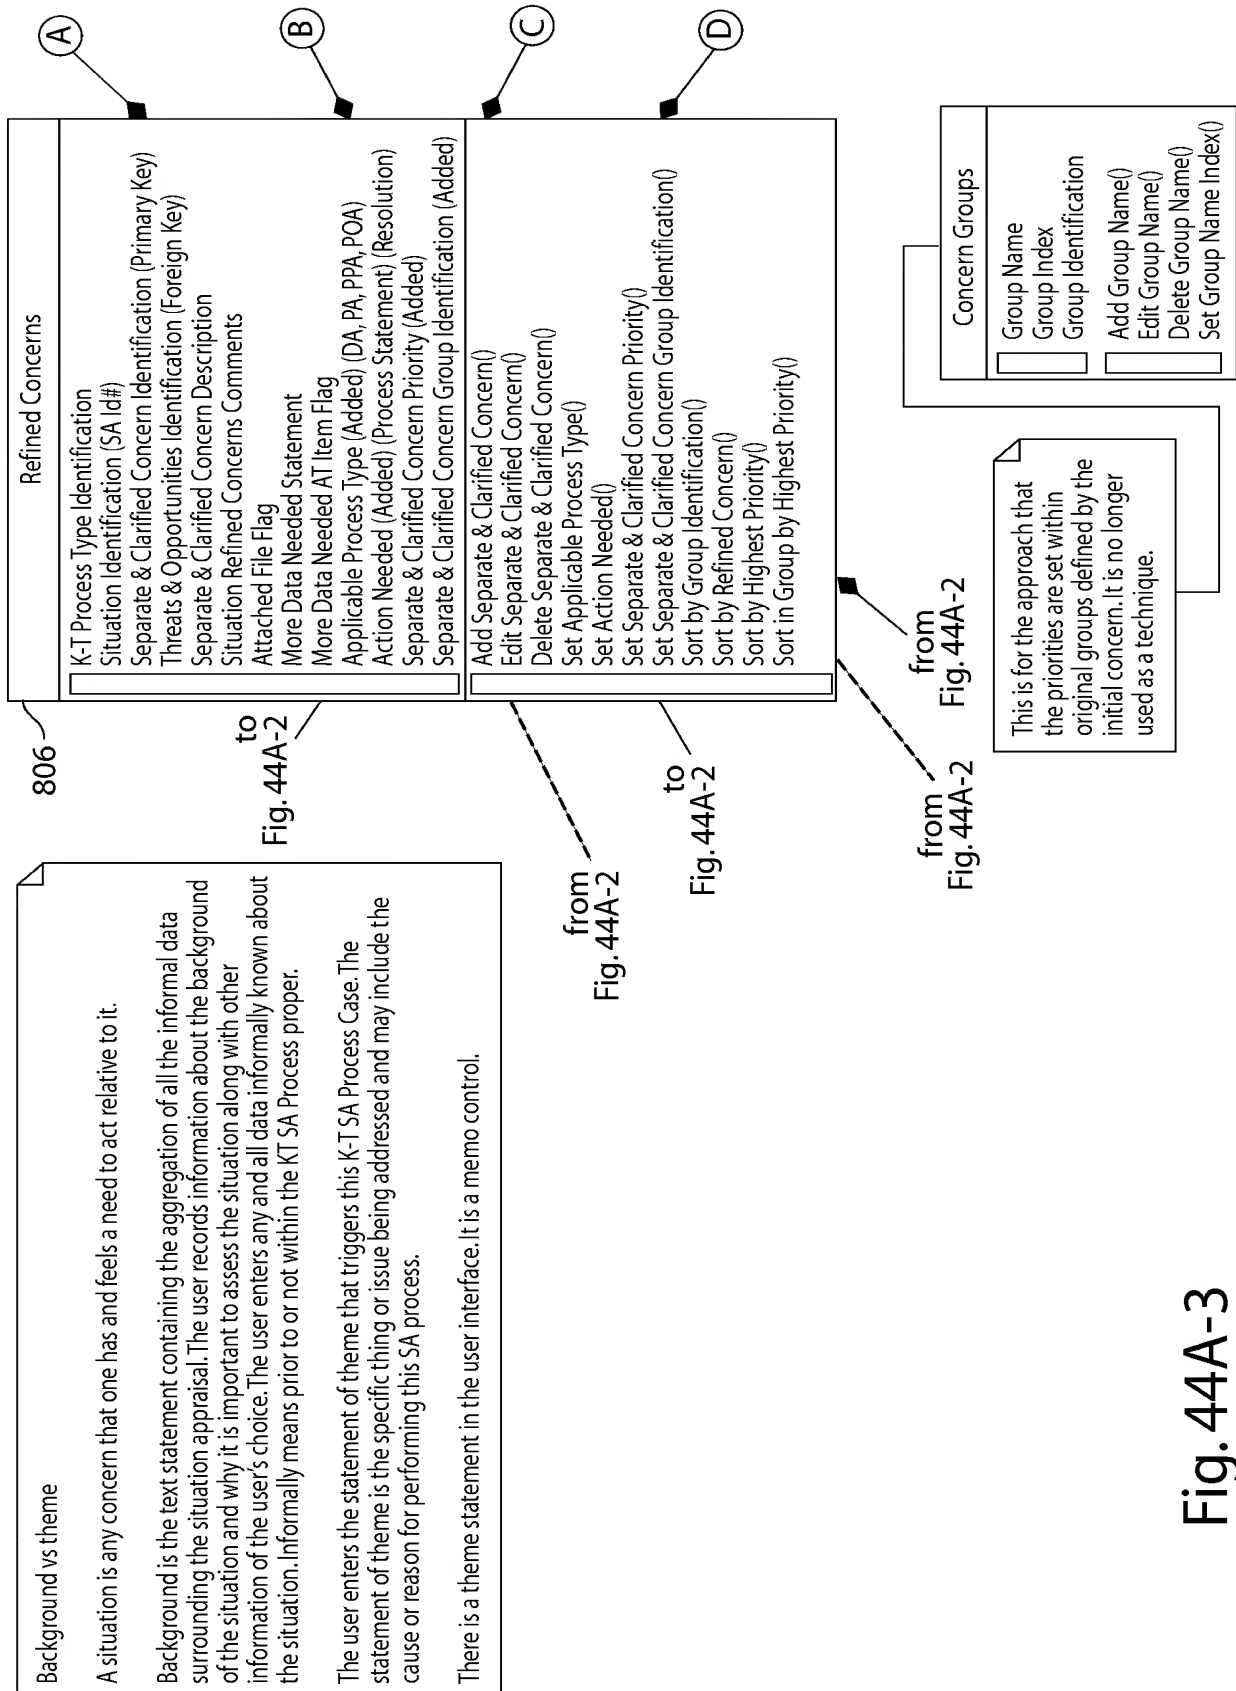 Background vs theme
A situation is any concern that one has and feels a need to act relative to it.
Background is the text statement containing the aggregation of all the informal data
surrounding the situation appraisal. The user records information about the background
of the situation and why it is important to assess the situation along with other
information of the user's choice. The user enters any and all data informally known about
the situation. Informally means prior to or not within the KT SA Process proper.
The user enters the statement of theme that triggers this K-T SA Process Case. The
statement of theme is the specific thing or issue being addressed and may include the
cause or reason for performing this SA process.
There is a theme statement in the user interface. It is a memo control.
806
Refined Concerns
K-T Process Type Identification
Situation Identification (SA Id#)
Separate & Clarified Concern Identification (Primary Key)
Threats & Opportunities Identification (Foreign Key)
Separate & Clarified Concern Description
Situation Refined Concerns Comments
Attached File Flag
More Data Needed Statement
More Data Needed AT Item Flag
Applicable Process Type (Added) (DA, PA, PPA, POA)
Action Needed (Added) (Process Statement) (Resolution)
Separate & Clarified Concern Priority (Added)
Separate & Clarified Concern Group Identification (Added)
Add Separate & Clarified Concern()
Edit Separate & Clarified Concern()
Delete Separate & Clarified Concern()
Set Applicable Process Type()
Set Action Needed()
Set Separate & Clarified Concern Priority()
Set Separate & Clarified Concern Group Identification()
Sort by Group Identification()
Sort by Refined Concern()
Sort by Highest Priority()
Sort in Group by Highest Priority()
A
B
C
D
to
Fig. 44A-2
from
Fig. 44A-2
to
Fig. 44A-2
from
Fig. 44A-2
from
Fig. 44A-2
This is for the approach that
the priorities are set within
original groups defined by the
initial concern. It is no longer
used as a technique.
Concern Groups
Group Name
Group Index
Group Identification
Add Group Name()
Edit Group Name()
Delete Group Name()
Set Group Name Index()
Fig. 44A-3